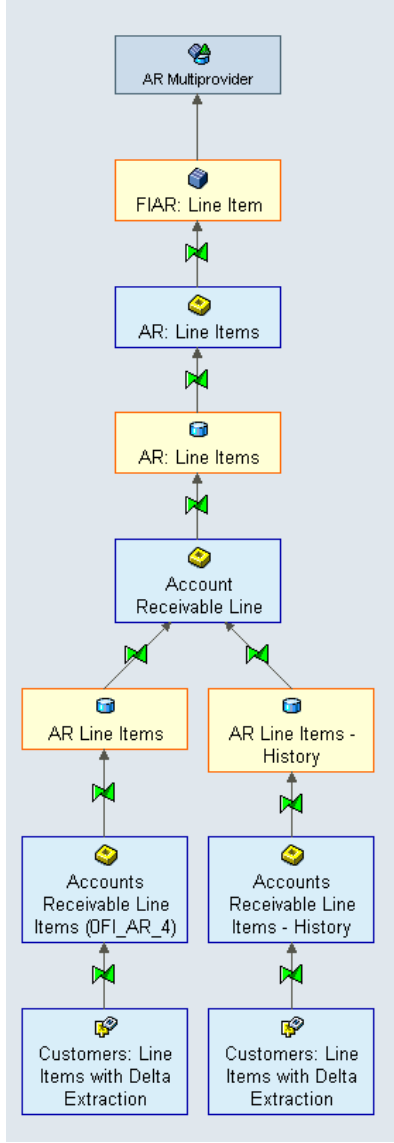 AR Multiprovider
FIAR: Line Item
AR: Line Items
AR: Line Items
Account
Receivable Line
AR Line Items
AR Line Items -
History
Accounts
Receivable Line
Items (0FI_AR_4)
Accounts
Receivable Line
Items - History
Customers: Line
Items with Delta
Extraction
Customers: Line
Items with Delta
Extraction